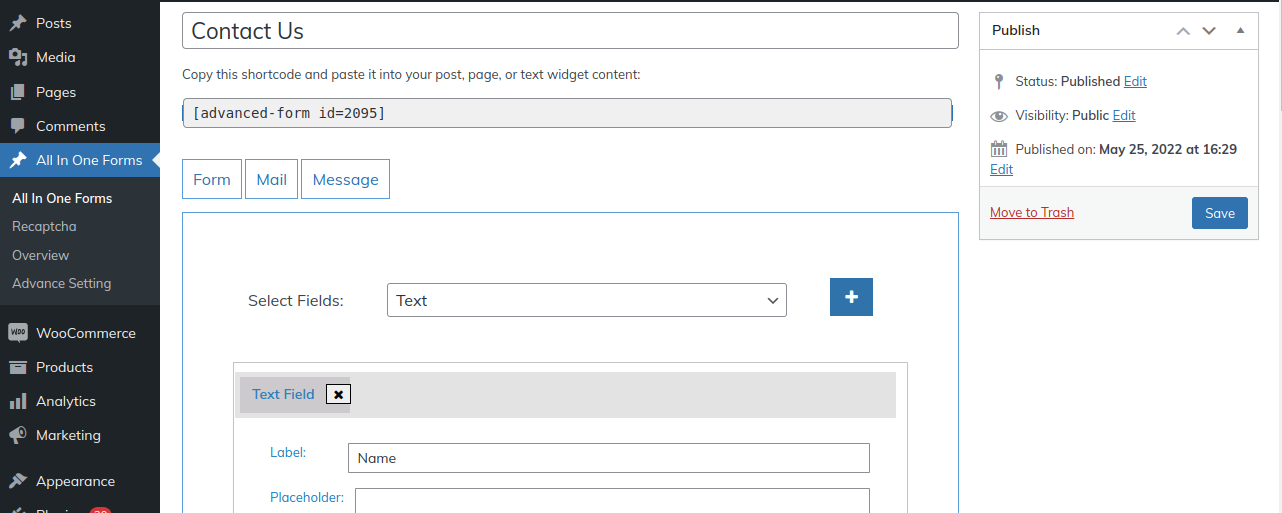 Posts
Media
Pages
Comments
All In One Forms
All In One Forms
Recaptcha
Overview
Advance Setting
WooCommerce
Products
Analytics
Marketing
Appearance
Contact Us
Copy this shortcode and paste it into your post, page, or text widget content:
[advanced-form id=2095]
Form Mail Message
Select Fields: Text +
Text Field
Label: Name
Placeholder:
Publish
Status: Published Edit
Visibility: Public Edit
Published on: May 25, 2022 at 16:29
Edit
Move to Trash Save